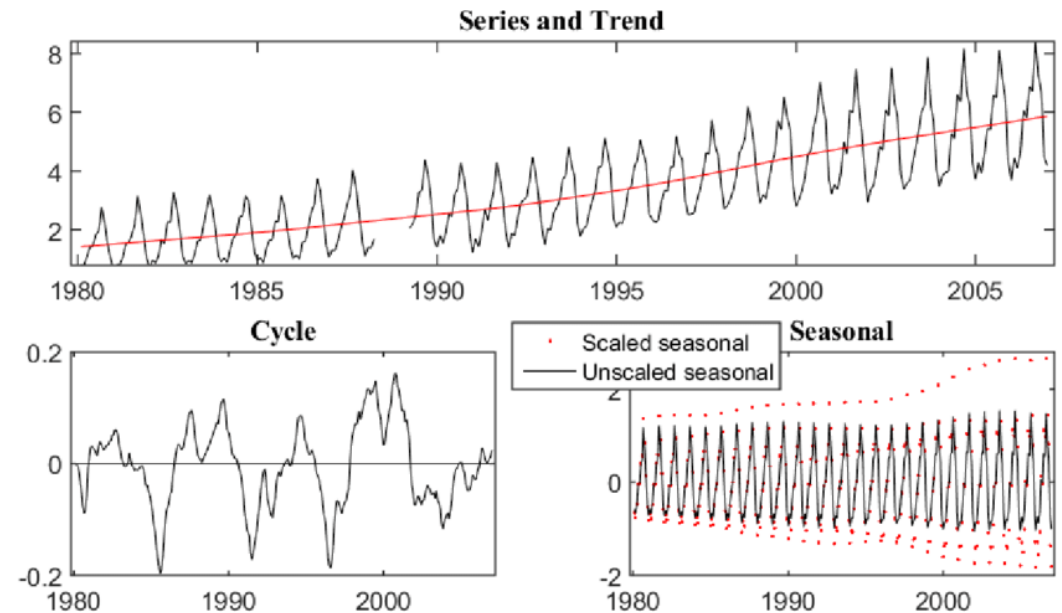 Series and Trend
8
6
4
2
1980 1985 1990 1995 2000 2005
Cycle
0.2
0
-0.2
1980 1990 2000
Seasonal
Scaled seasonal
Unscaled seasonal
2
0
-2
1980 1990 2000